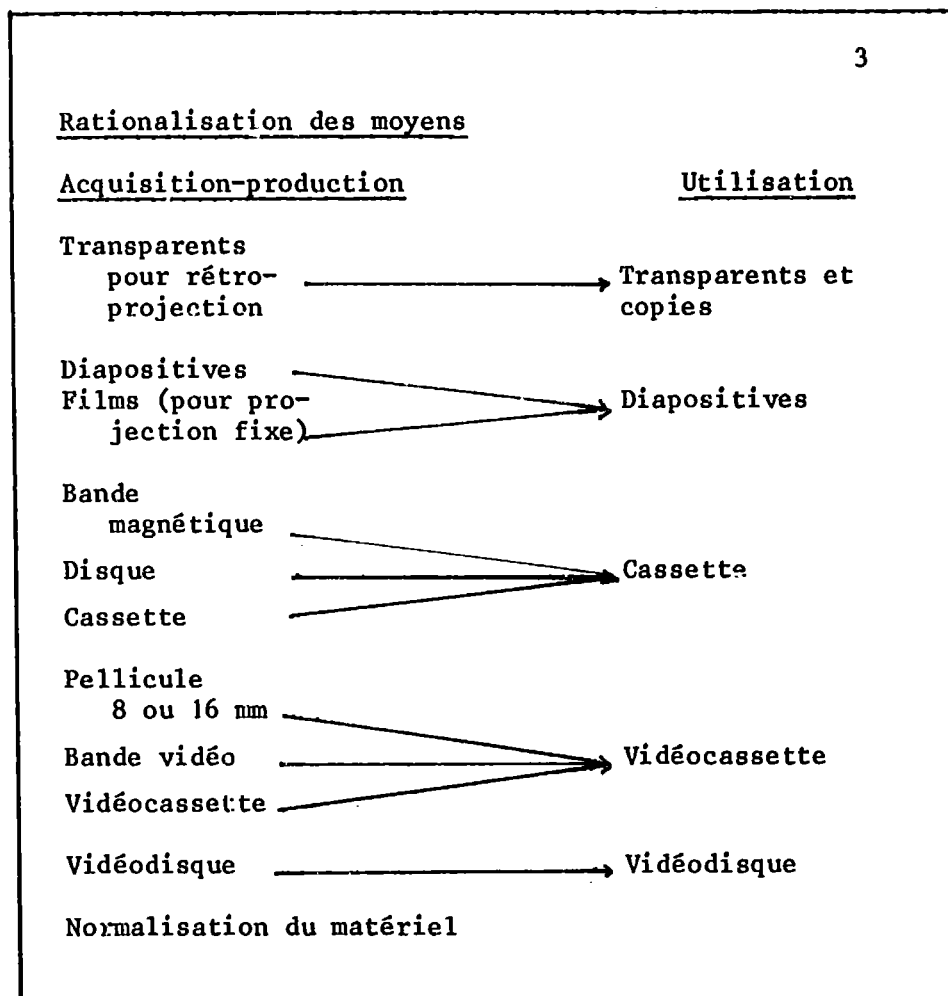 3
Rationalisation des moyens
Acquisition-production Utilisation
Transparents
pour rétro-
projection
Transparents et
copies
Diapositives
Films (pour pro-
jection fixe)
Diapositives
Bande
magnétique
Disque
Cassette
Cassette
Pellicule
8 ou 16 mm
Bande vidéo
Vidéocassette
Vidéocassette
Vidéodisque Vidéodisque
Normalisation du matériel